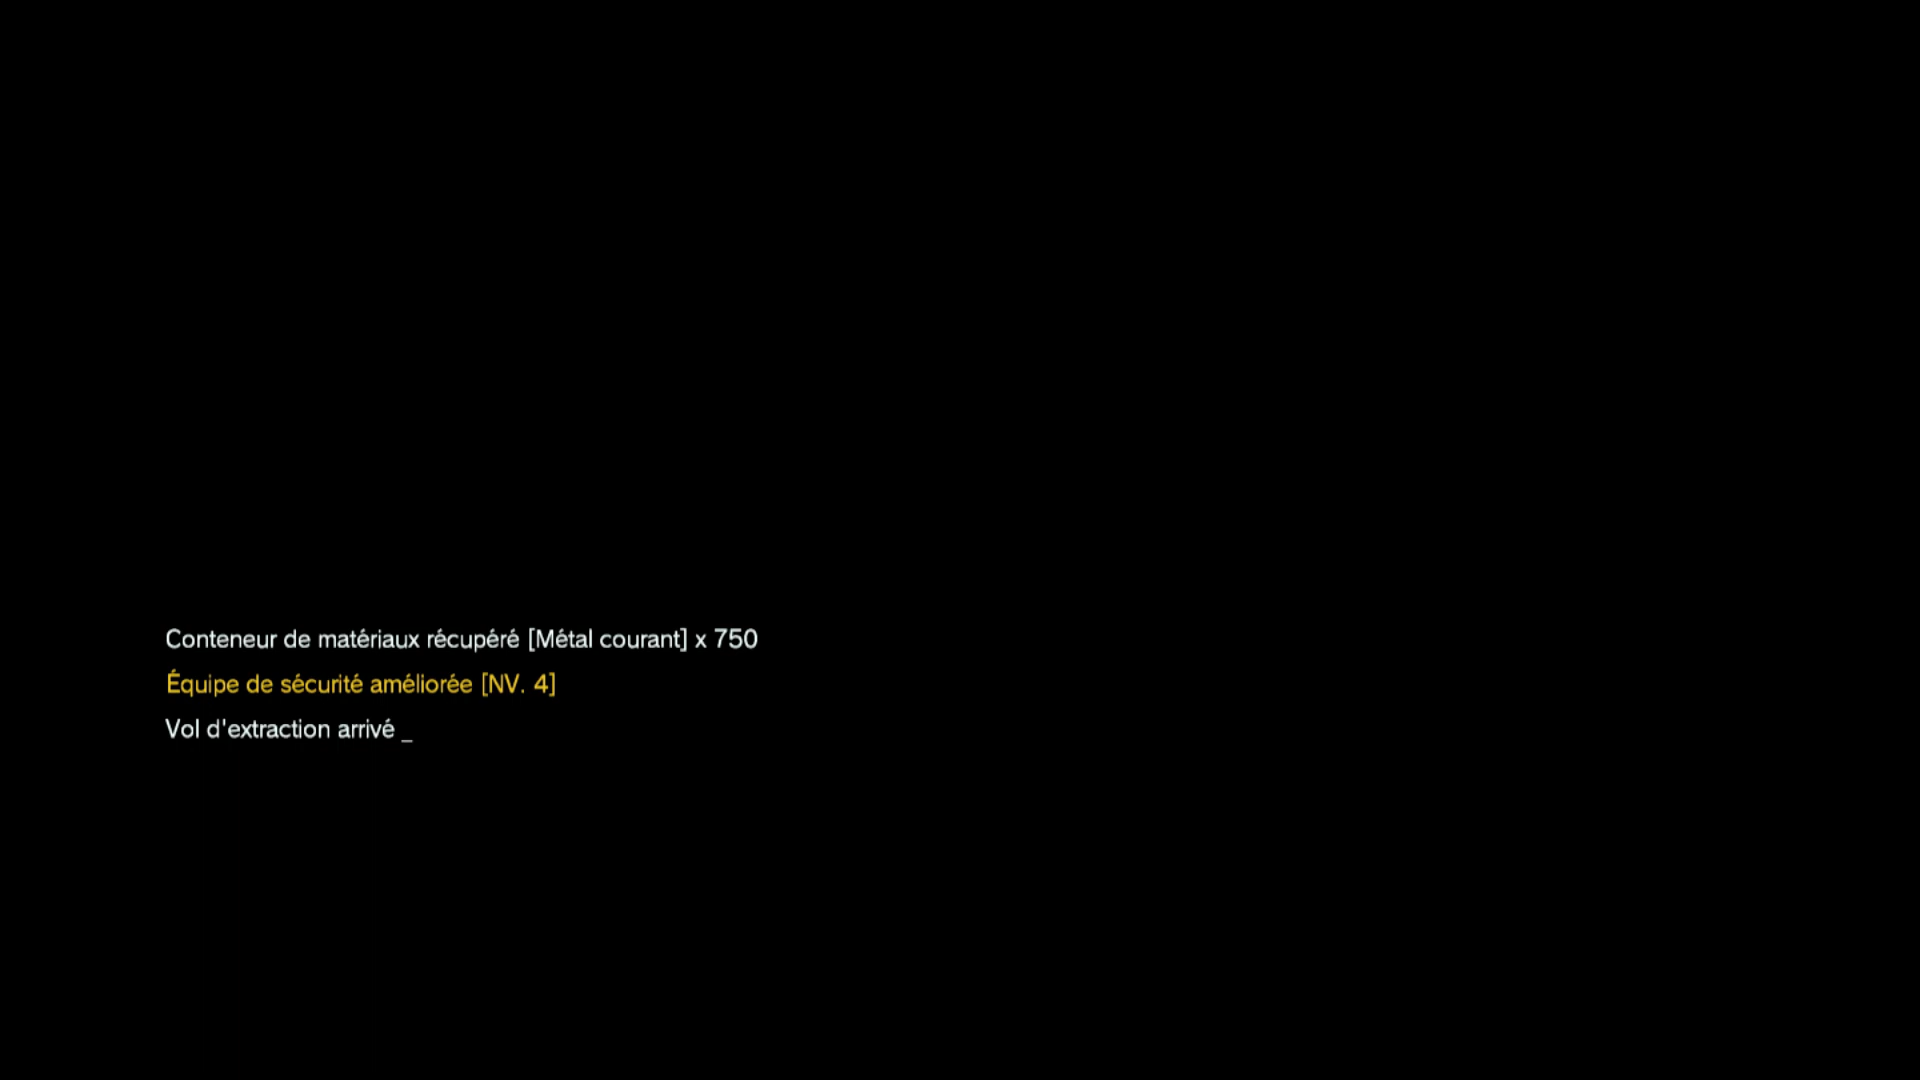 Conteneur de matériaux récupéré [Métal courant] x 750
Équipe de sécurité améliorée [NV. 4]
Vol d'extraction arrivé _